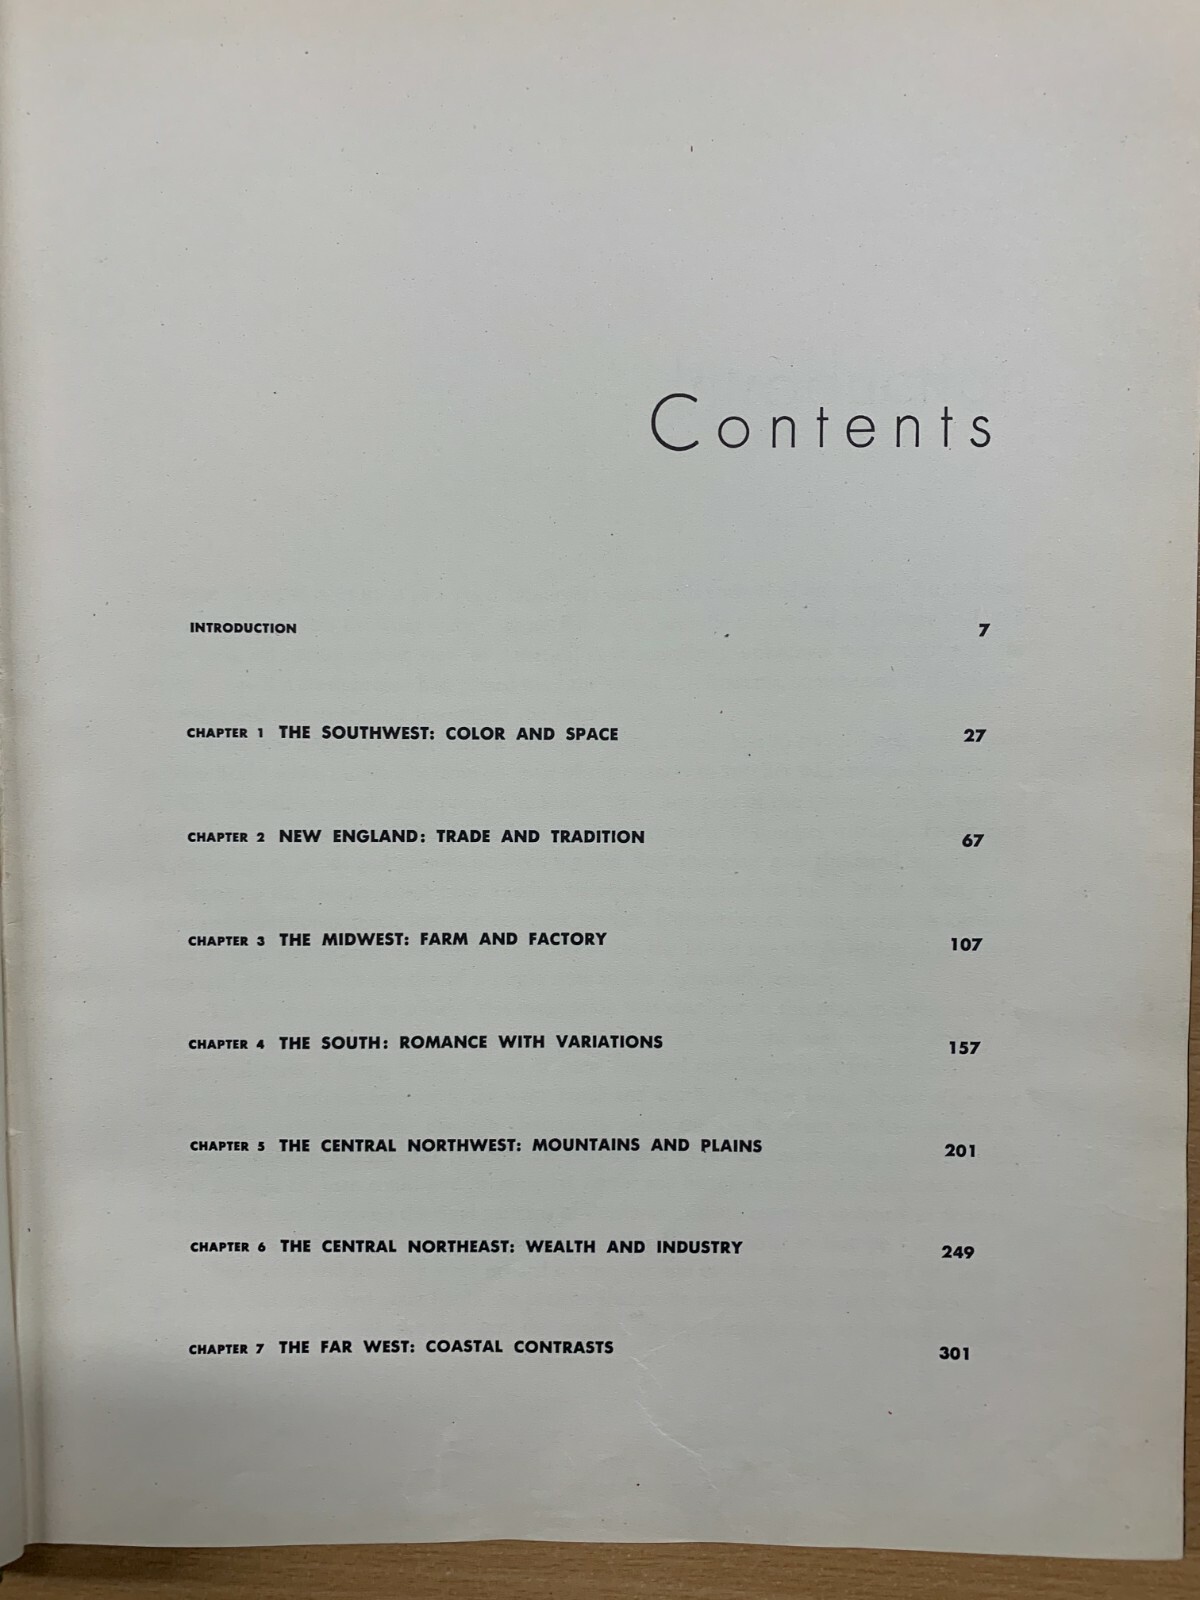 Contents
INTRODUCTION 7
CHAPTER 1 THE SOUTHWEST: COLOR AND SPACE 27
CHAPTER 2 NEW ENGLAND: TRADE AND TRADITION 67
CHAPTER 3 THE MIDWEST: FARM AND FACTORY 107
CHAPTER 4 THE SOUTH: ROMANCE WITH VARIATIONS 157
CHAPTER 5 THE CENTRAL NORTHWEST: MOUNTAINS AND PLAINS 201
CHAPTER 6 THE CENTRAL NORTHEAST: WEALTH AND INDUSTRY 249
CHAPTER 7 THE FAR WEST: COASTAL CONTRASTS 301